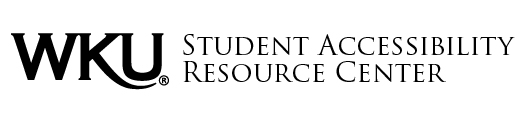 WKU® STUDENT ACCESSIBILITY
RESOURCE CENTER